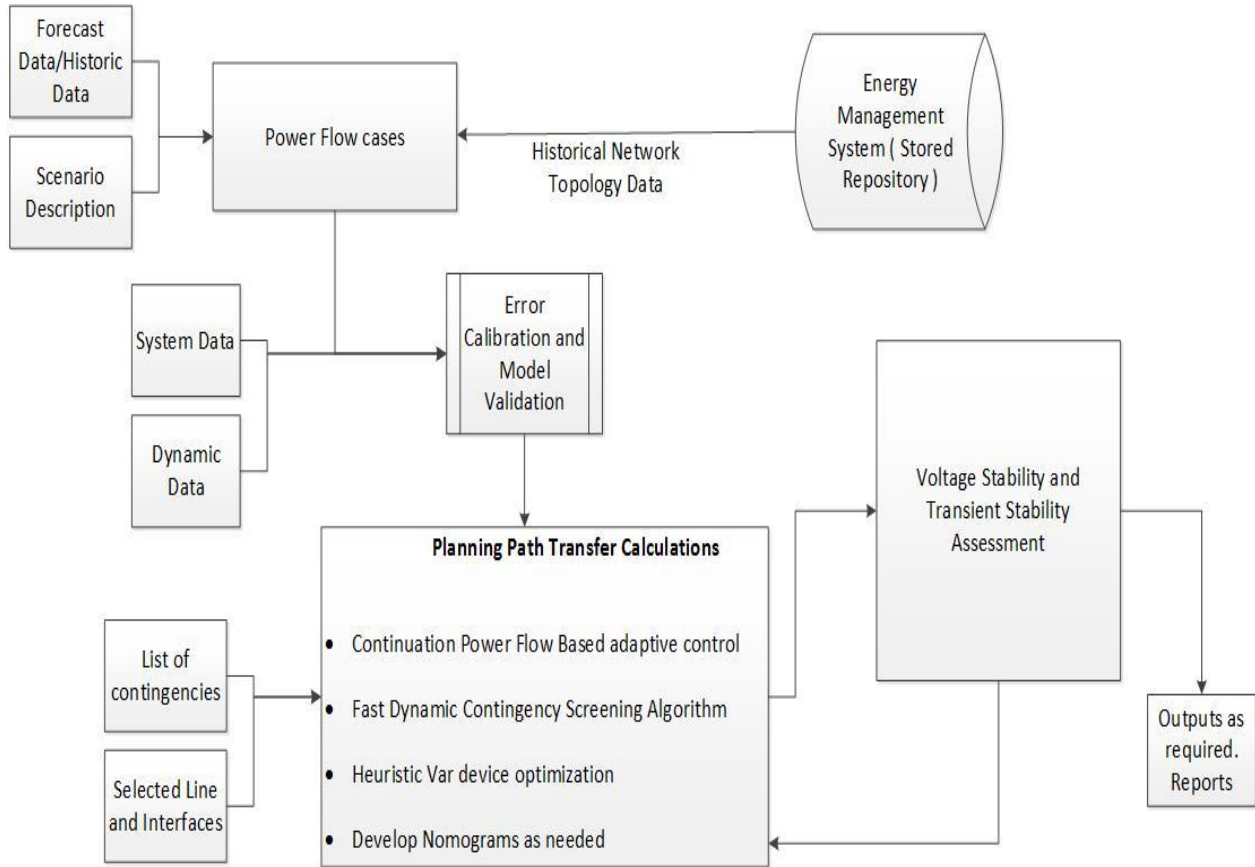 Forecast
Data/Historic
Data
Scenario
Description
Power Flow cases
Historical Network
Topology Data
Energy
Management
System ( Stored
Repository )
System Data
Dynamic
Data
Error
Calibration and
Model
Validation
Planning Path Transfer Calculations
• Continuation Power Flow Based adaptive control
• Fast Dynamic Contingency Screening Algorithm
• Heuristic Var device optimization
• Develop Nomograms as needed
List of
contingencies
Selected Line
and Interfaces
Voltage Stability and
Transient Stability
Assessment
Outputs as
required.
Reports